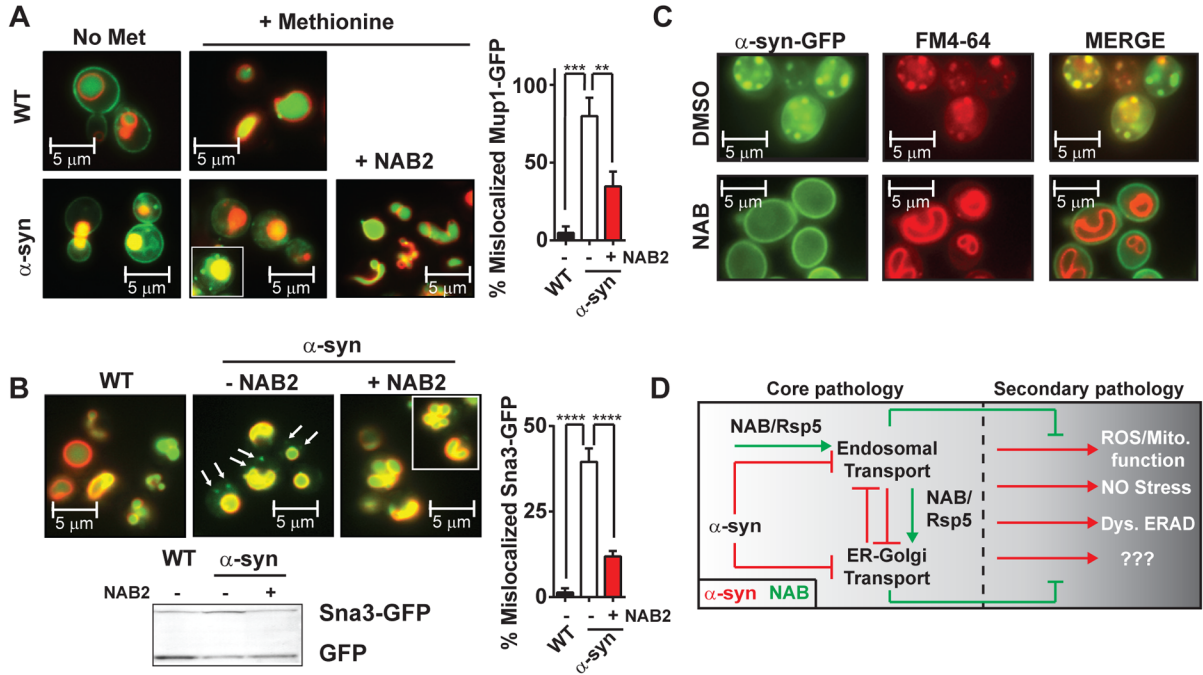 A
No Met
+ Methionine
WT
5 μm
5 μm
+ NAB2
α-syn
5 μm
5 μm
5 μm
% Mislocalized Mup1-GFP
100
50
0
***
**
- - + NAB2
WT
α-syn
B
α-syn
WT
- NAB2
+ NAB2
5 μm
5 μm
5 μm
WT
α-syn
NAB2 - - +
Sna3-GFP
GFP
% Mislocalized Sna3-GFP
50
25
0
****
****
- - + NAB2
WT
α-syn
C
α-syn-GFP
FM4-64
MERGE
DMSO
5 μm
5 μm
5 μm
NAB
5 μm
5 μm
5 μm
D
Core pathology
Secondary pathology
NAB/Rsp5
Endosomal
Transport
NAB/
Rsp5
α-syn
ER-Golgi
Transport
α-syn NAB
ROS/Mito.
function
NO Stress
Dys. ERAD
???